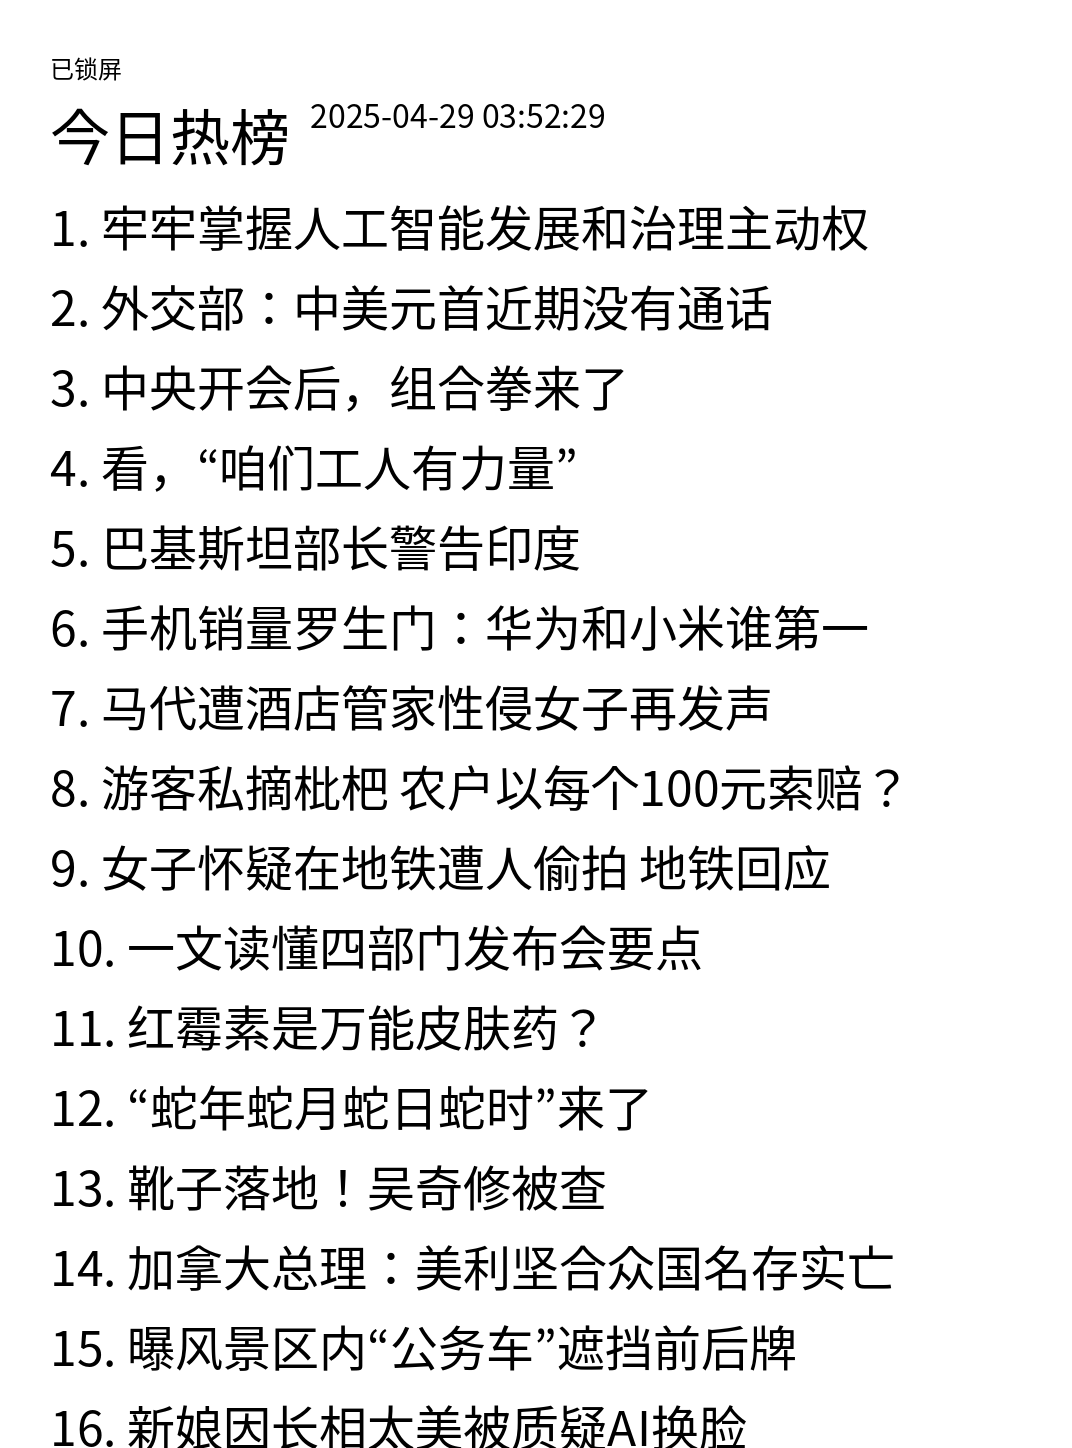 已锁屏
今日热榜 2025-04-29 03:52:29
1. 牢牢掌握人工智能发展和治理主动权
2. 外交部：中美元首近期没有通话
3. 中央开会后，组合拳来了
4. 看，“咱们工人有力量”
5. 巴基斯坦部长警告印度
6. 手机销量罗生门：华为和小米谁第一
7. 马代遭酒店管家性侵女子再发声
8. 游客私摘枇杷 农户以每个100元索赔？
9. 女子怀疑在地铁遭人偷拍 地铁回应
10. 一文读懂四部门发布会要点
11. 红霉素是万能皮肤药？
12. “蛇年蛇月蛇日蛇时”来了
13. 靴子落地！吴奇修被查
14. 加拿大总理：美利坚合众国名存实亡
15. 曝风景区内“公务车”遮挡前后牌
16. 新娘因长相太美被质疑AI换脸